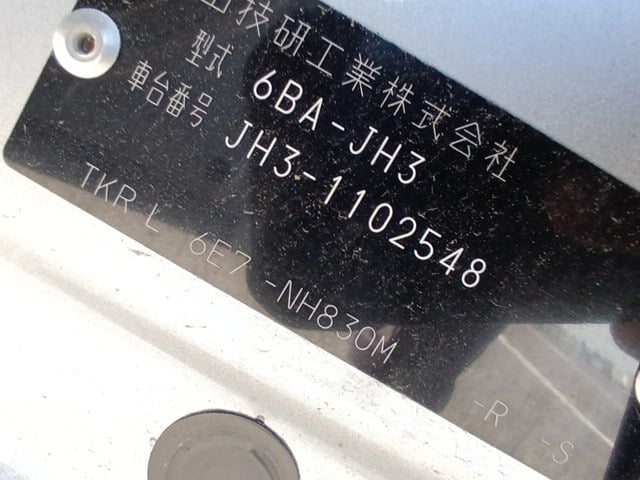 技研工業株式会社
型式 6BA-JH3
車台番号 JH3-1102548
TKR L 6E7 -NH830M -R -S